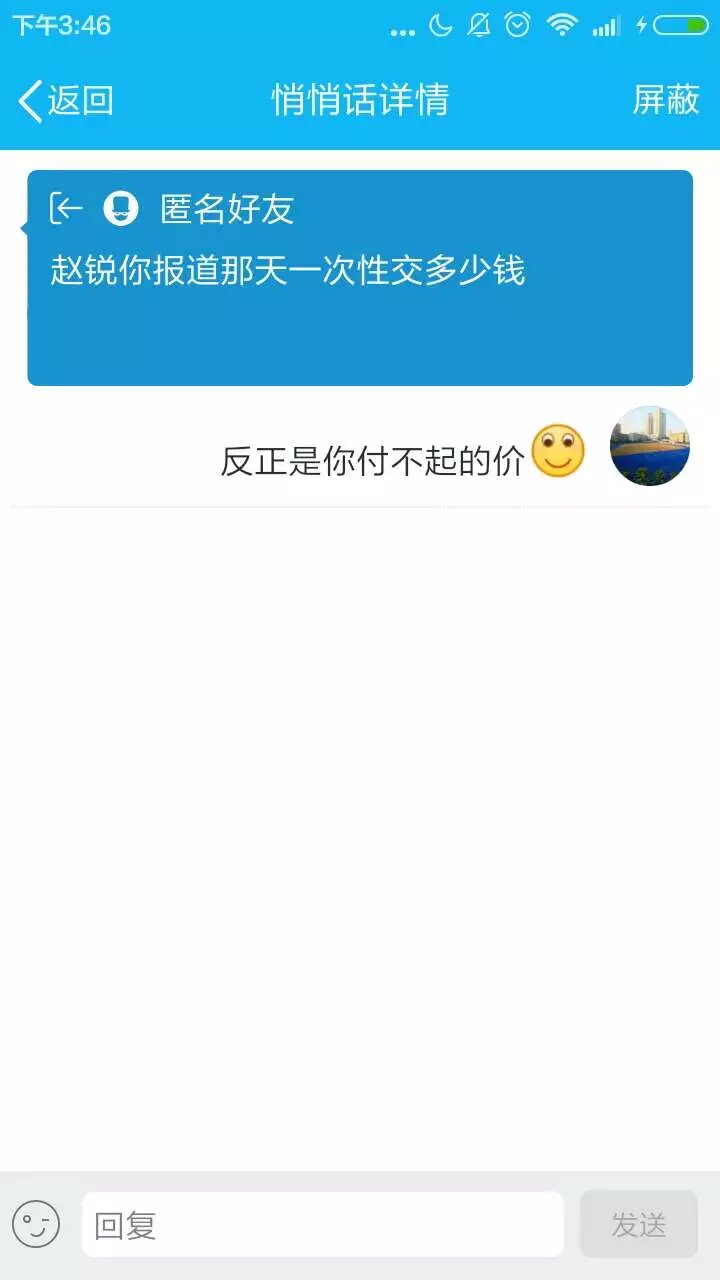 下午3:46
返回 悄悄话详情 屏蔽
匿名好友
赵锐你报道那天一次性交多少钱
反正是你付不起的价
回复 发送